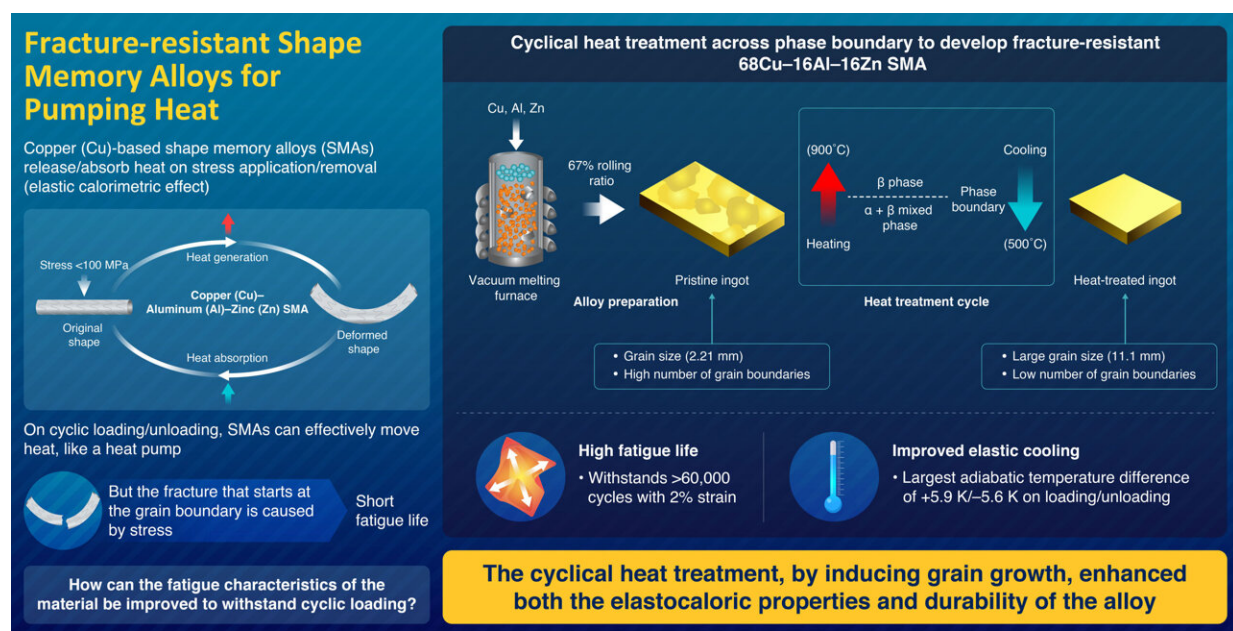 Fracture-resistant Shape
Memory Alloys for
Pumping Heat
Copper (Cu)-based shape memory alloys (SMAs)
release/absorb heat on stress application/removal
(elastic calorimetric effect)
Stress <100 MPa
Heat generation
Copper (Cu)–
Aluminum (Al)–Zinc (Zn) SMA
Original
shape
Deformed
shape
Heat absorption
On cyclic loading/unloading, SMAs can effectively move
heat, like a heat pump
But the fracture that starts at
the grain boundary is caused
by stress
Short
fatigue life
How can the fatigue characteristics of the
material be improved to withstand cyclic loading?
Cyclical heat treatment across phase boundary to develop fracture-resistant
68Cu–16Al–16Zn SMA
Cu, Al, Zn
67% rolling
ratio
Vacuum melting
furnace
Pristine ingot
Alloy preparation
(900°C)
Heating
β phase
α + β mixed
phase
Phase
boundary
Cooling
(500°C)
Heat treatment cycle
Heat-treated ingot
• Grain size (2.21 mm)
• High number of grain boundaries
• Large grain size (11.1 mm)
• Low number of grain boundaries
High fatigue life
• Withstands >60,000
cycles with 2% strain
Improved elastic cooling
• Largest adiabatic temperature difference
of +5.9 K/–5.6 K on loading/unloading
The cyclical heat treatment, by inducing grain growth, enhanced
both the elastocaloric properties and durability of the alloy